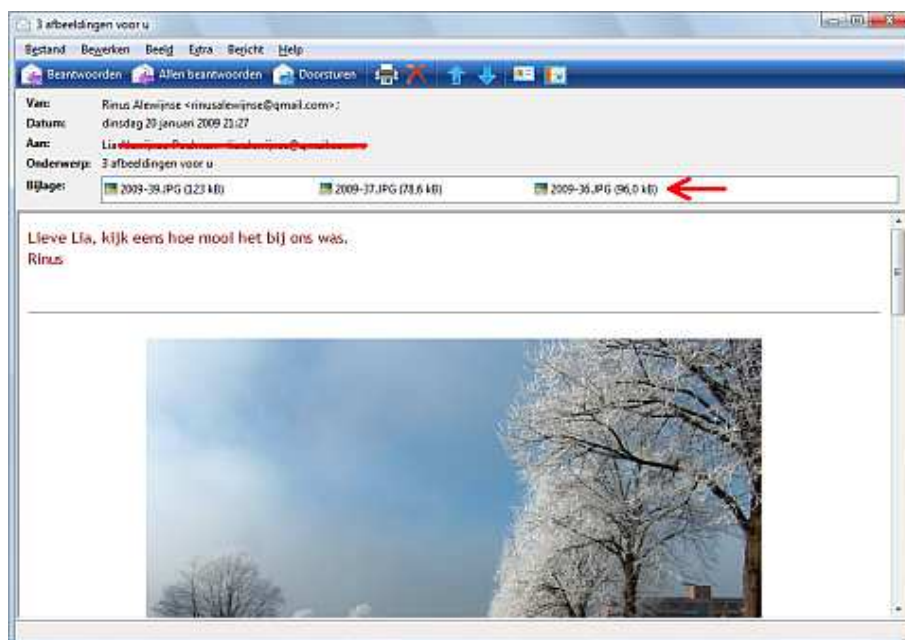 3 afbeeldingen voor u
Bestand Bewerken Beeld Extra Bericht Help
Beantwoorden Allen beantwoorden Doorsturen
Van: Rinus Alewijnse <rinusalewijnse@gmail.com>;
Datum: dinsdag 20 januari 2009 21:27
Aan: Lia
Onderwerp: 3 afbeeldingen voor u
Bijlage: 2009-39.JPG (123 kB) 2009-37.JPG (78,6 kB) 2009-36.JPG (96,0 kB)
Lieve Lia, kijk eens hoe mooi het bij ons was.
Rinus